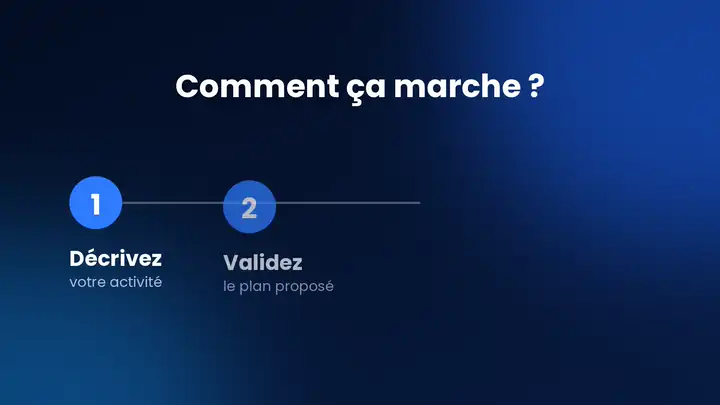 Comment ça marche ?
1
Décrivez
votre activité
2
Validez
le plan proposé